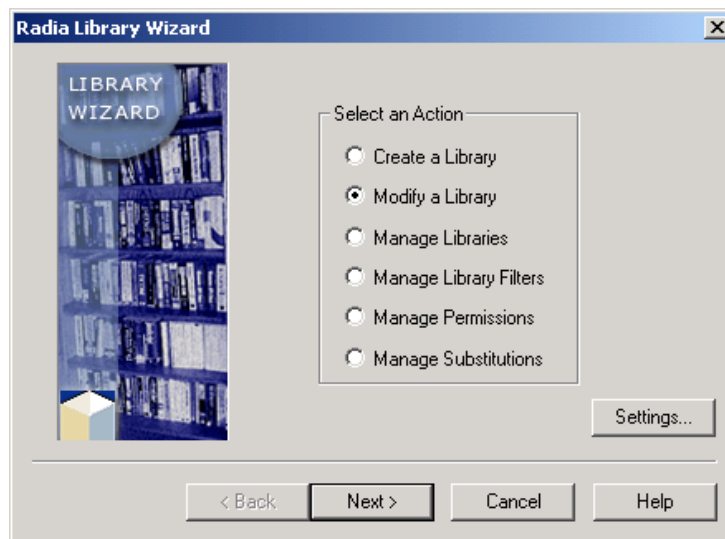 Radia Library Wizard
LIBRARY
WIZARD
Select an Action
Create a Library
Modify a Library
Manage Libraries
Manage Library Filters
Manage Permissions
Manage Substitutions
Settings...
< Back
Next >
Cancel
Help